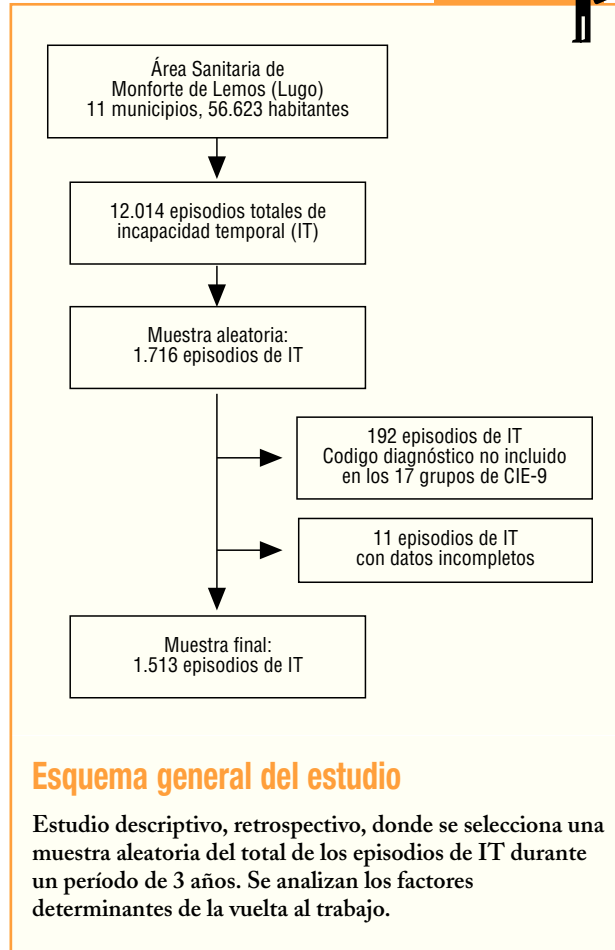 Área Sanitaria de
Monforte de Lemos (Lugo)
11 municipios, 56.623 habitantes
12.014 episodios totales de
incapacidad temporal (IT)
Muestra aleatoria:
1.716 episodios de IT
192 episodios de IT
Codigo diagnóstico no incluido
en los 17 grupos de CIE-9
11 episodios de IT
con datos incompletos
Muestra final:
1.513 episodios de IT
Esquema general del estudio
Estudio descriptivo, retrospectivo, donde se selecciona una
muestra aleatoria del total de los episodios de IT durante
un período de 3 años. Se analizan los factores
determinantes de la vuelta al trabajo.